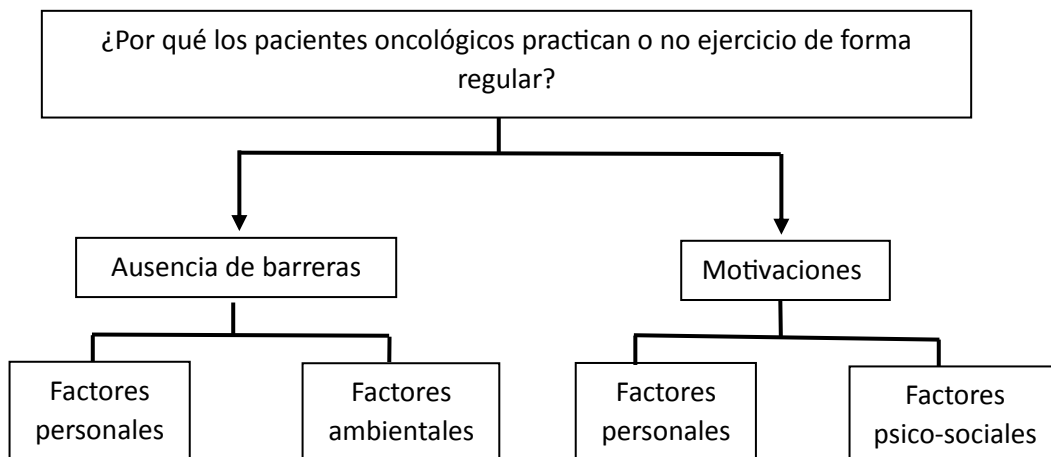 ¿Por qué los pacientes oncológicos practican o no ejercicio de forma
regular?
Ausencia de barreras
Motivaciones
Factores
personales
Factores
ambientales
Factores
personales
Factores
psico-sociales